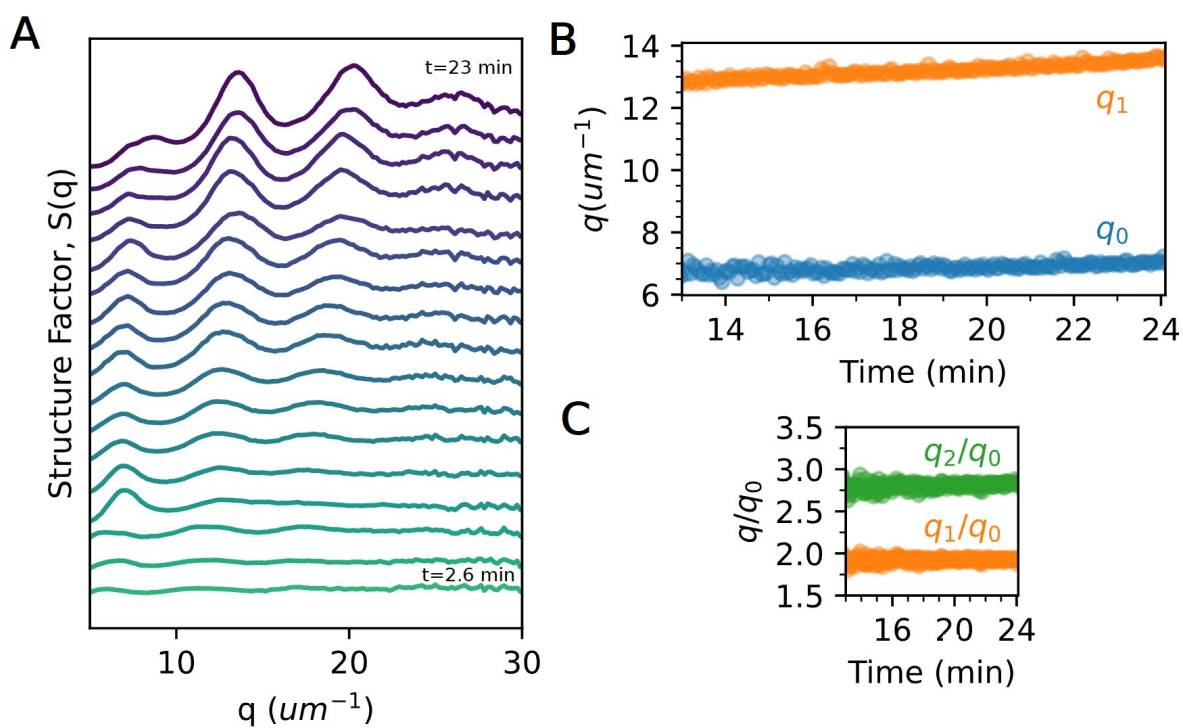 A
Structure Factor, S(q)
t=23 min
t=2.6 min
10 20 30
q (um⁻¹)
B
14
12
10
8
6
q(um⁻¹)
q₁
q₀
14 16 18 20 22 24
Time (min)
C
3.5
3.0
2.5
2.0
1.5
q/q₀
q₂/q₀
q₁/q₀
16 20 24
Time (min)